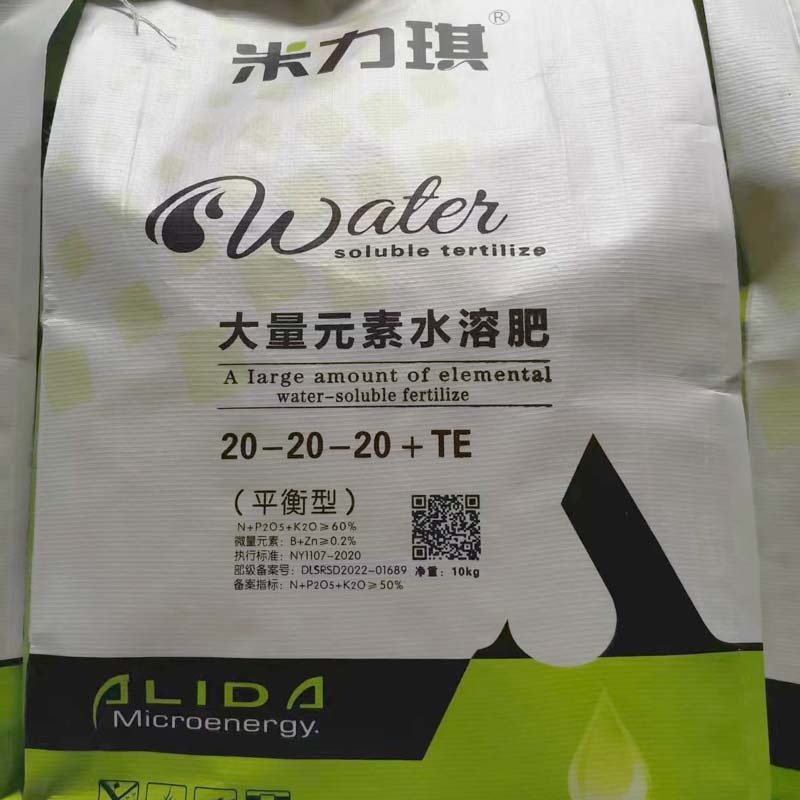 米力琪®
Water
soluble tertilize
大量元素水溶肥
A large amount of elemental
water-soluble fertilize
20-20-20+TE
(平衡型)
N+P2O5+K2O≥60%
微量元素: B+Zn≥0.2%
执行标准: NY1107-2020
部级备案号: DLSRSD2022-01689 净重: 10kg
备案指标: N+P2O5+K2O≥50%
ALIDA
Microenergy.